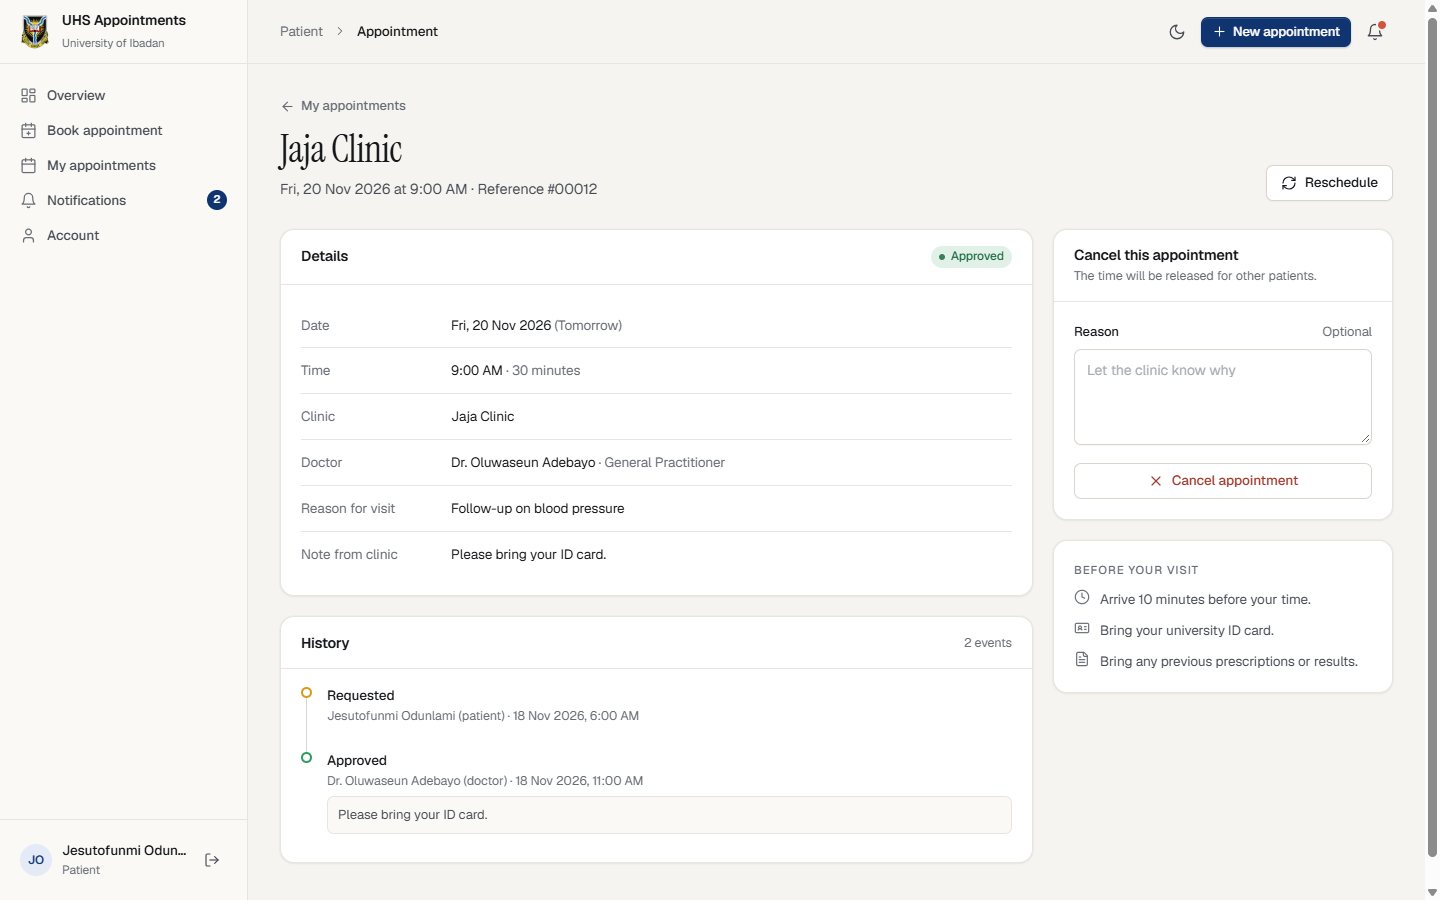 UHS Appointments
University of Ibadan
Overview
Book appointment
My appointments
Notifications
2
Account
JO
Jesutofunmi Odun...
Patient
Patient
Appointment
New appointment
My appointments
Jaja Clinic
Fri, 20 Nov 2026 at 9:00 AM · Reference #00012
Reschedule
Details
Approved
Date
Fri, 20 Nov 2026 (Tomorrow)
Time
9:00 AM · 30 minutes
Clinic
Jaja Clinic
Doctor
Dr. Oluwaseun Adebayo · General Practitioner
Reason for visit
Follow-up on blood pressure
Note from clinic
Please bring your ID card.
History
2 events
Requested
Jesutofunmi Odunlami (patient) · 18 Nov 2026, 6:00 AM
Approved
Dr. Oluwaseun Adebayo (doctor) · 18 Nov 2026, 11:00 AM
Please bring your ID card.
Cancel this appointment
The time will be released for other patients.
Reason
Optional
Let the clinic know why
Cancel appointment
BEFORE YOUR VISIT
Arrive 10 minutes before your time.
Bring your university ID card.
Bring any previous prescriptions or results.